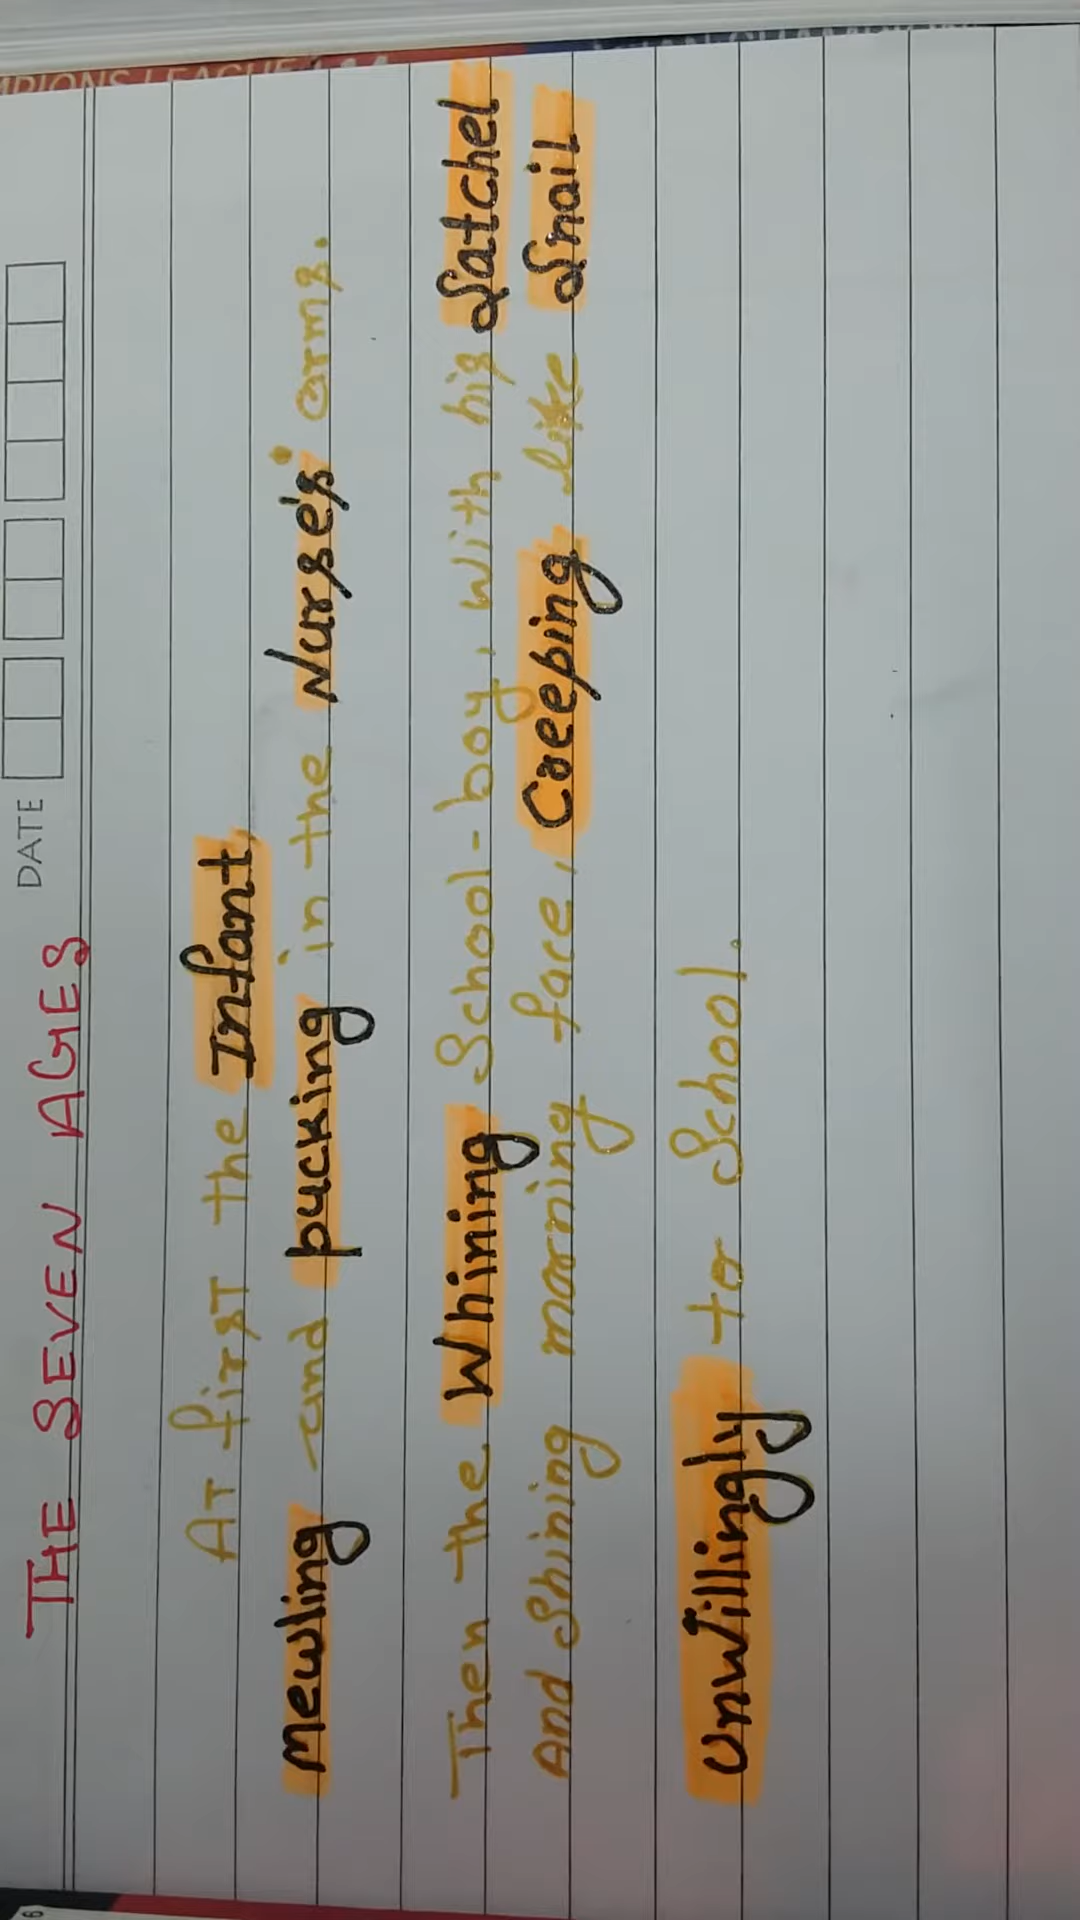 THE SEVEN AGES
DATE
At first the Infant,
Mewling and pucking in the Nurse's arms.
Then the Whining School-boy, with his Satchel
And Shining morning face, Creeping like Snail
Unwillingly to School.